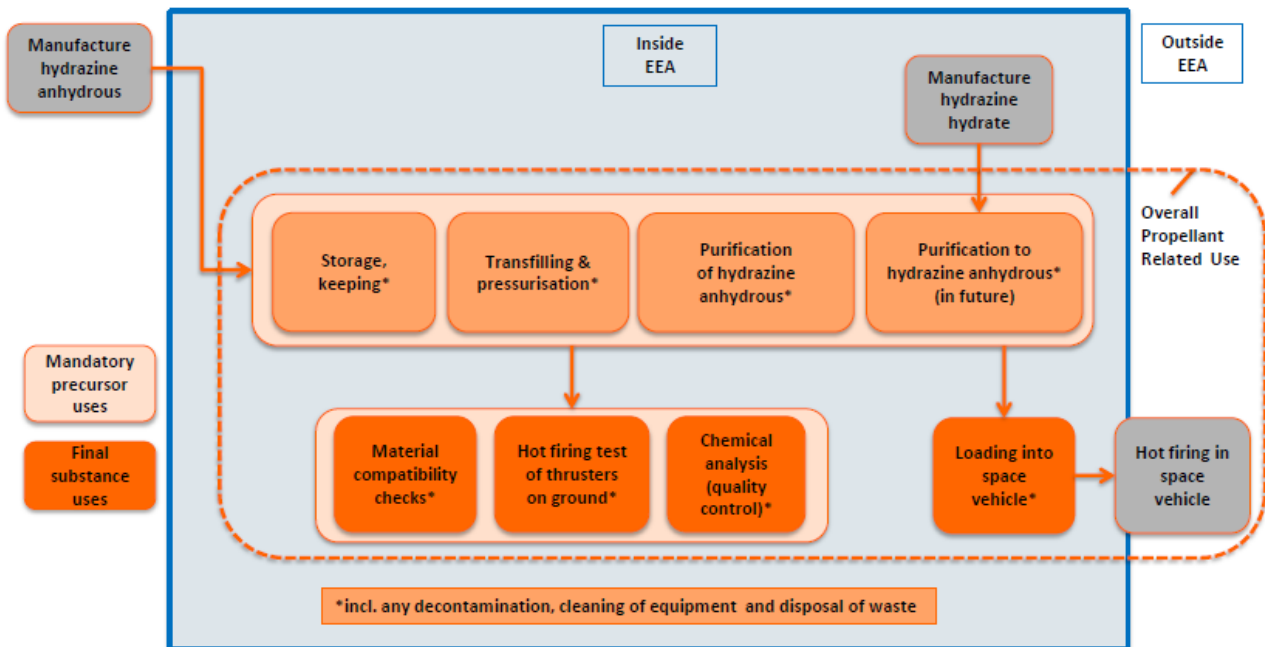 Manufacture
hydrazine
anhydrous
Inside
EEA
Outside
EEA
Manufacture
hydrazine
hydrate
Overall
Propellant
Related Use
Storage,
keeping*
Transfilling &
pressurisation*
Purification
of hydrazine
anhydrous*
Purification to
hydrazine anhydrous*
(in future)
Mandatory
precursor
uses
Final
substance
uses
Material
compatibility
checks*
Hot firing test
of thrusters
on ground*
Chemical
analysis
(quality
control)*
Loading into
space
vehicle*
Hot firing in
space
vehicle
*incl. any decontamination, cleaning of equipment and disposal of waste